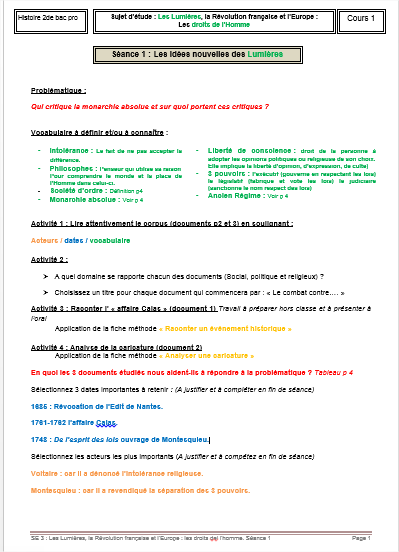 Histoire 2de bac pro
Sujet d'étude : Les Lumières, la Révolution française et l'Europe :
Les droits de l'Homme
Cours 1
Séance 1 : Les idées nouvelles des Lumières
Problématique :
Qui critique la monarchie absolue et sur quoi portent ces critiques ?
Vocabulaire à définir et/ou à connaître :
- Intolérance : Le fait de ne pas accepter la
différence.
- Philosophes : Penseur qui utilise sa raison
pour comprendre le monde et la place de
l'Homme dans celui-ci.
- Société d'ordre : Définition p4
- Monarchie absolue : Voir p 4
- Liberté de conscience : droit de la personne à
adopter les opinions politiques ou religieuse de son choix.
Elle implique la liberté d'opinion, d'expression, de culte)
- 3 pouvoirs : l'exécutif (gouverne en respectant les lois)
le législatif (fabrique et vote les lois) le judiciaire
(sanctionne le nom respect des lois)
- Ancien Régime : Voir p 4
Activité 1 : Lire attentivement le corpus (documents p2 et 3) en soulignant :
Acteurs / dates / vocabulaire
Activité 2 :
➢ A quel domaine se rapporte chacun des documents (Social, politique et religieux) ?
➢ Choisissez un titre pour chaque document qui commencera par : « Le combat contre.... »
Activité 3 : Raconter l' « affaire Calas » (document 1) Travail à préparer hors classe et à présenter à
l'oral
Application de la fiche méthode « Raconter un événement historique »
Activité 4 : Analyse de la caricature (document 2)
Application de la fiche méthode « Analyser une caricature »
En quoi les 3 documents étudiés nous aident-ils à répondre à la problématique ? Tableau p 4
Sélectionnez 3 dates importantes à retenir : (A justifier et à compléter en fin de séance)
1685 : Révocation de l'Edit de Nantes.
1761-1762 l'affaire Calas.
1748 : De l'esprit des lois ouvrage de Montesquieu.
Sélectionnez les acteurs les plus importants (A justifier et à compétez en fin de séance)
Voltaire : car il a dénoncé l'intolérance religieuse.
Montesquieu : car il a revendiqué la séparation des 3 pouvoirs.
SE 3 : Les Lumières, la Révolution française et l'Europe : les droits de l'homme. Séance 1
Page 1